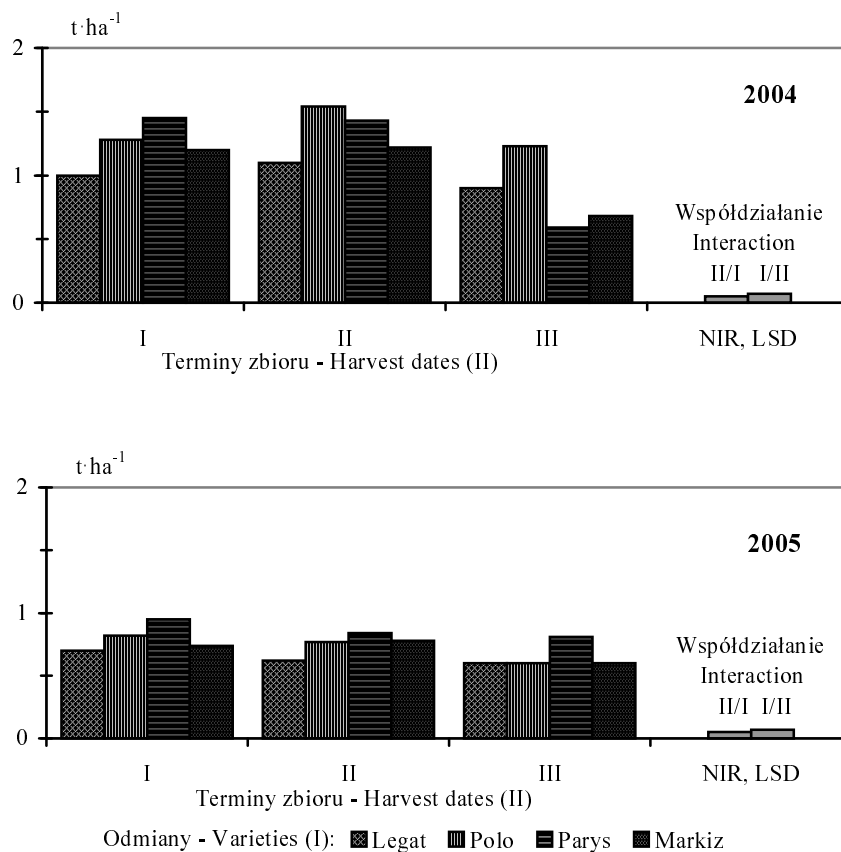 t·ha⁻¹
2
2004
1
Współdziałanie
Interaction
II/I I/II
0
I II III NIR, LSD
Terminy zbioru - Harvest dates (II)
t·ha⁻¹
2
2005
1
Współdziałanie
Interaction
II/I I/II
0
I II III NIR, LSD
Terminy zbioru - Harvest dates (II)
Odmiany - Varieties (I): Legat Polo Parys Markiz